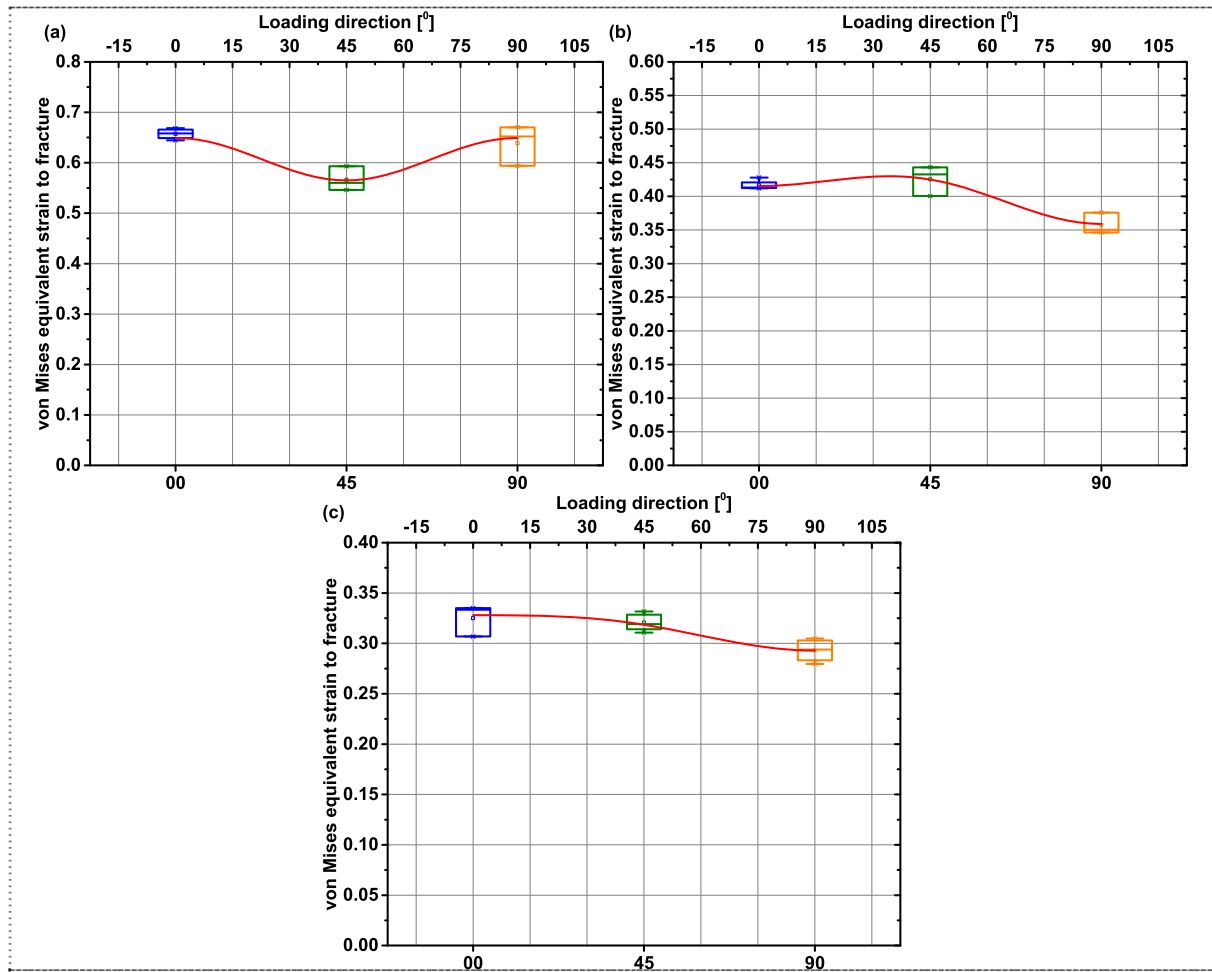 (a)
Loading direction [⁰]
-15 0 15 30 45 60 75 90 105
0.8
0.7
0.6
0.5
0.4
0.3
0.2
0.1
0.0
von Mises equivalent strain to fracture
00 45 90
(b)
Loading direction [⁰]
-15 0 15 30 45 60 75 90 105
0.60
0.55
0.50
0.45
0.40
0.35
0.30
0.25
0.20
0.15
0.10
0.05
0.00
von Mises equivalent strain to fracture
00 45 90
(c)
Loading direction [⁰]
-15 0 15 30 45 60 75 90 105
0.40
0.35
0.30
0.25
0.20
0.15
0.10
0.05
0.00
von Mises equivalent strain to fracture
00 45 90